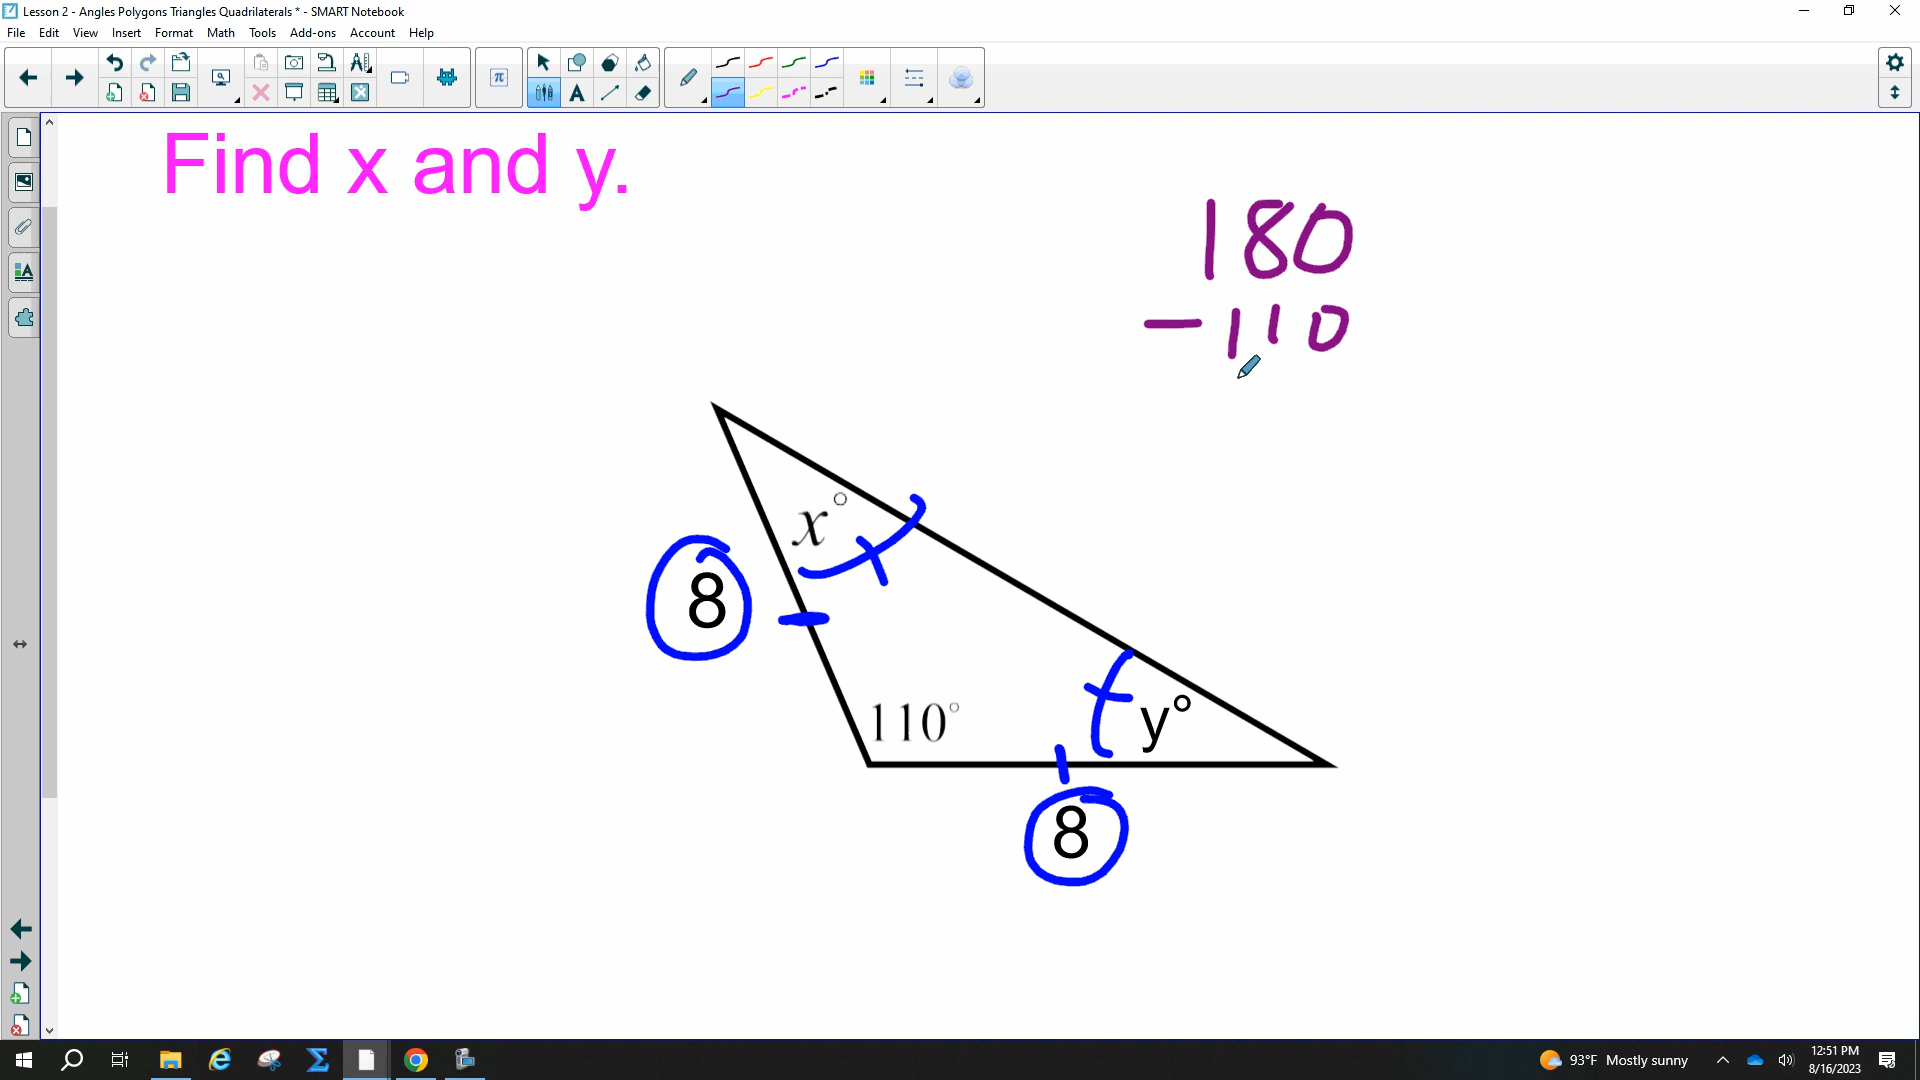 Lesson 2 - Angles Polygons Triangles Quadrilaterals * - SMART Notebook
File Edit View Insert Format Math Tools Add-ons Account Help
Find x and y.
180
-110
x°
8
110°
y°
8
93°F Mostly sunny
12:51 PM
8/16/2023